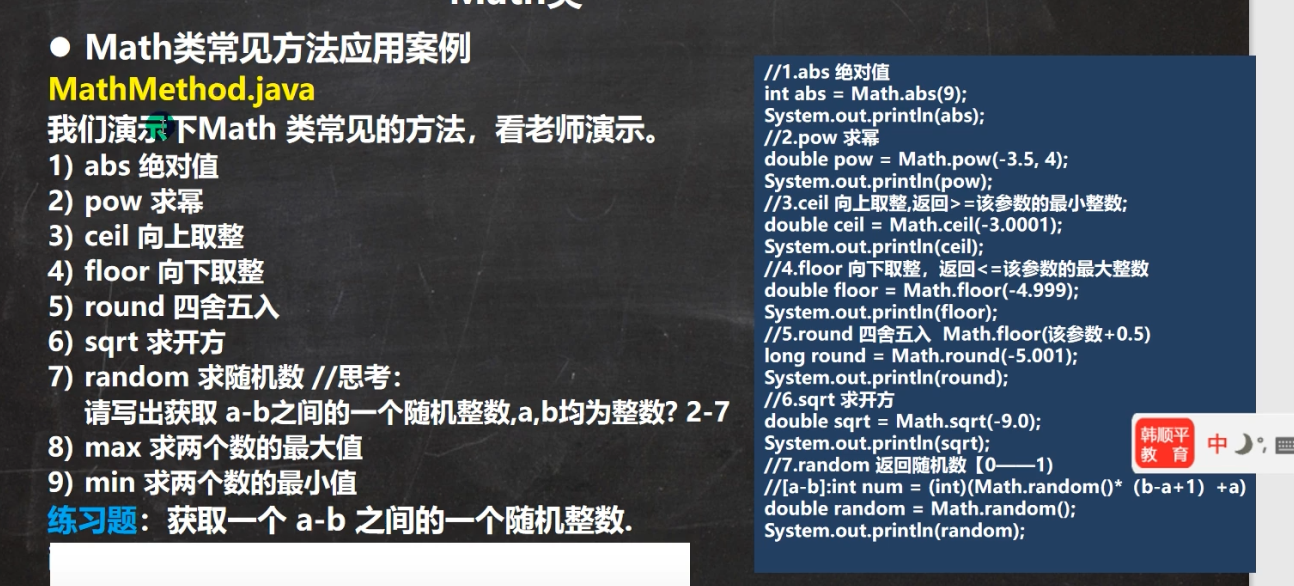 Math类
● Math类常见方法应用案例
MathMethod.java
我们演示下Math 类常见的方法，看老师演示。
1) abs 绝对值
2) pow 求幂
3) ceil 向上取整
4) floor 向下取整
5) round 四舍五入
6) sqrt 求开方
7) random 求随机数 //思考：
请写出获取 a-b之间的一个随机整数,a,b均为整数? 2-7
8) max 求两个数的最大值
9) min 求两个数的最小值
练习题：获取一个 a-b 之间的一个随机整数.
//1.abs 绝对值
int abs = Math.abs(9);
System.out.println(abs);
//2.pow 求幂
double pow = Math.pow(-3.5, 4);
System.out.println(pow);
//3.ceil 向上取整,返回>=该参数的最小整数;
double ceil = Math.ceil(-3.0001);
System.out.println(ceil);
//4.floor 向下取整，返回<=该参数的最大整数
double floor = Math.floor(-4.999);
System.out.println(floor);
//5.round 四舍五入 Math.floor(该参数+0.5)
long round = Math.round(-5.001);
System.out.println(round);
//6.sqrt 求开方
double sqrt = Math.sqrt(-9.0);
System.out.println(sqrt);
//7.random 返回随机数【0——1)
//[a-b]:int num = (int)(Math.random()*（b-a+1）+a)
double random = Math.random();
System.out.println(random);
韩顺平
教 育
中